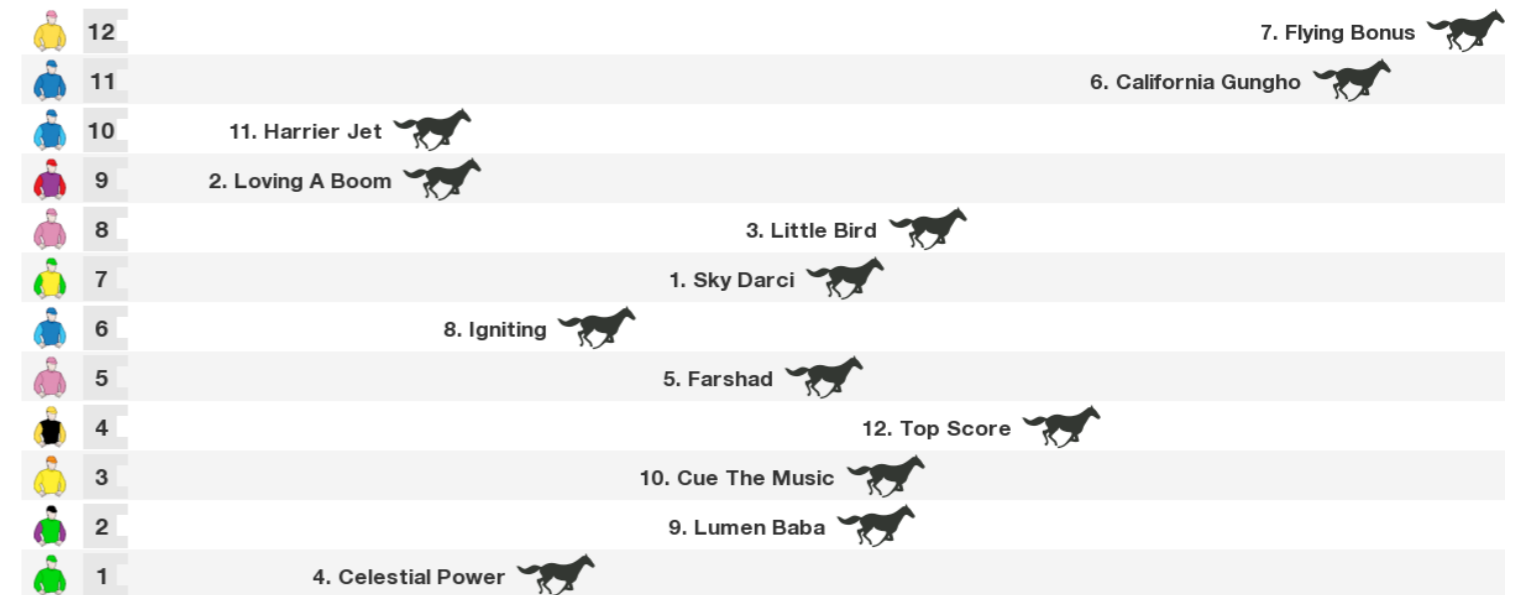 12 7. Flying Bonus
11 6. California Gungho
10 11. Harrier Jet
9 2. Loving A Boom
8 3. Little Bird
7 1. Sky Darci
6 8. Igniting
5 5. Farshad
4 12. Top Score
3 10. Cue The Music
2 9. Lumen Baba
1 4. Celestial Power